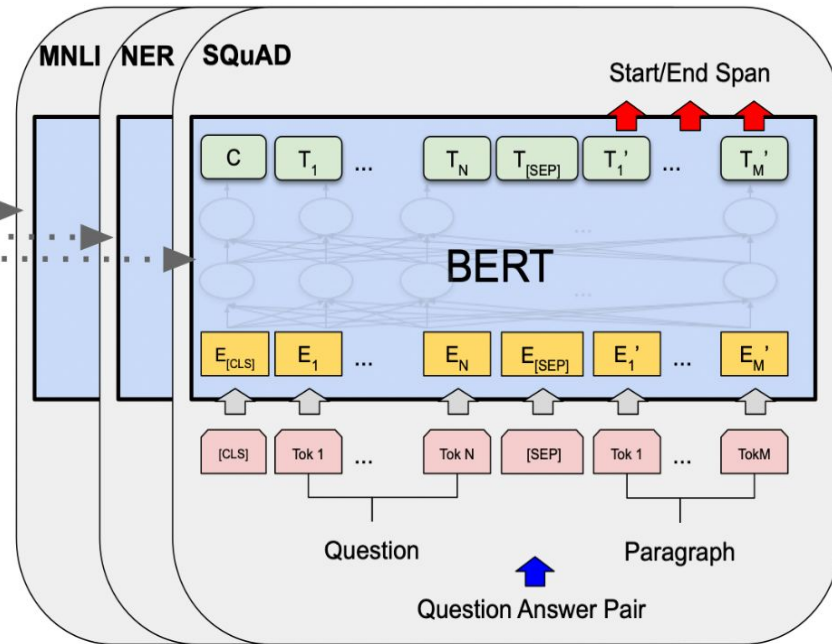 MNLI NER SQuAD
Start/End Span
C T1 ... TN T[SEP] T1' ... TM'
...
BERT
...
E[CLS] E1 ... EN E[SEP] E1' ... EM'
[CLS] Tok 1 ... Tok N [SEP] Tok 1 ... TokM
Question Paragraph
Question Answer Pair